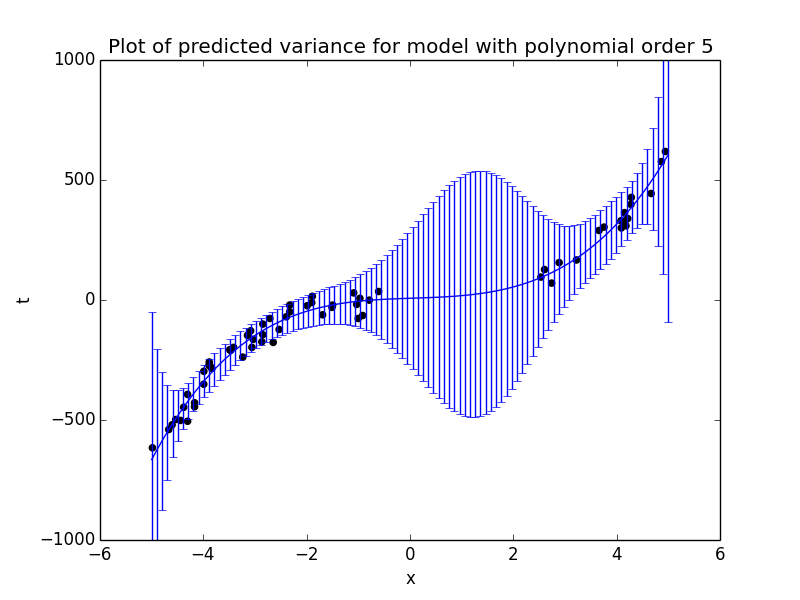 Plot of predicted variance for model with polynomial order 5
1000
500
0
−500
−1000
t
−6 −4 −2 0 2 4 6
x